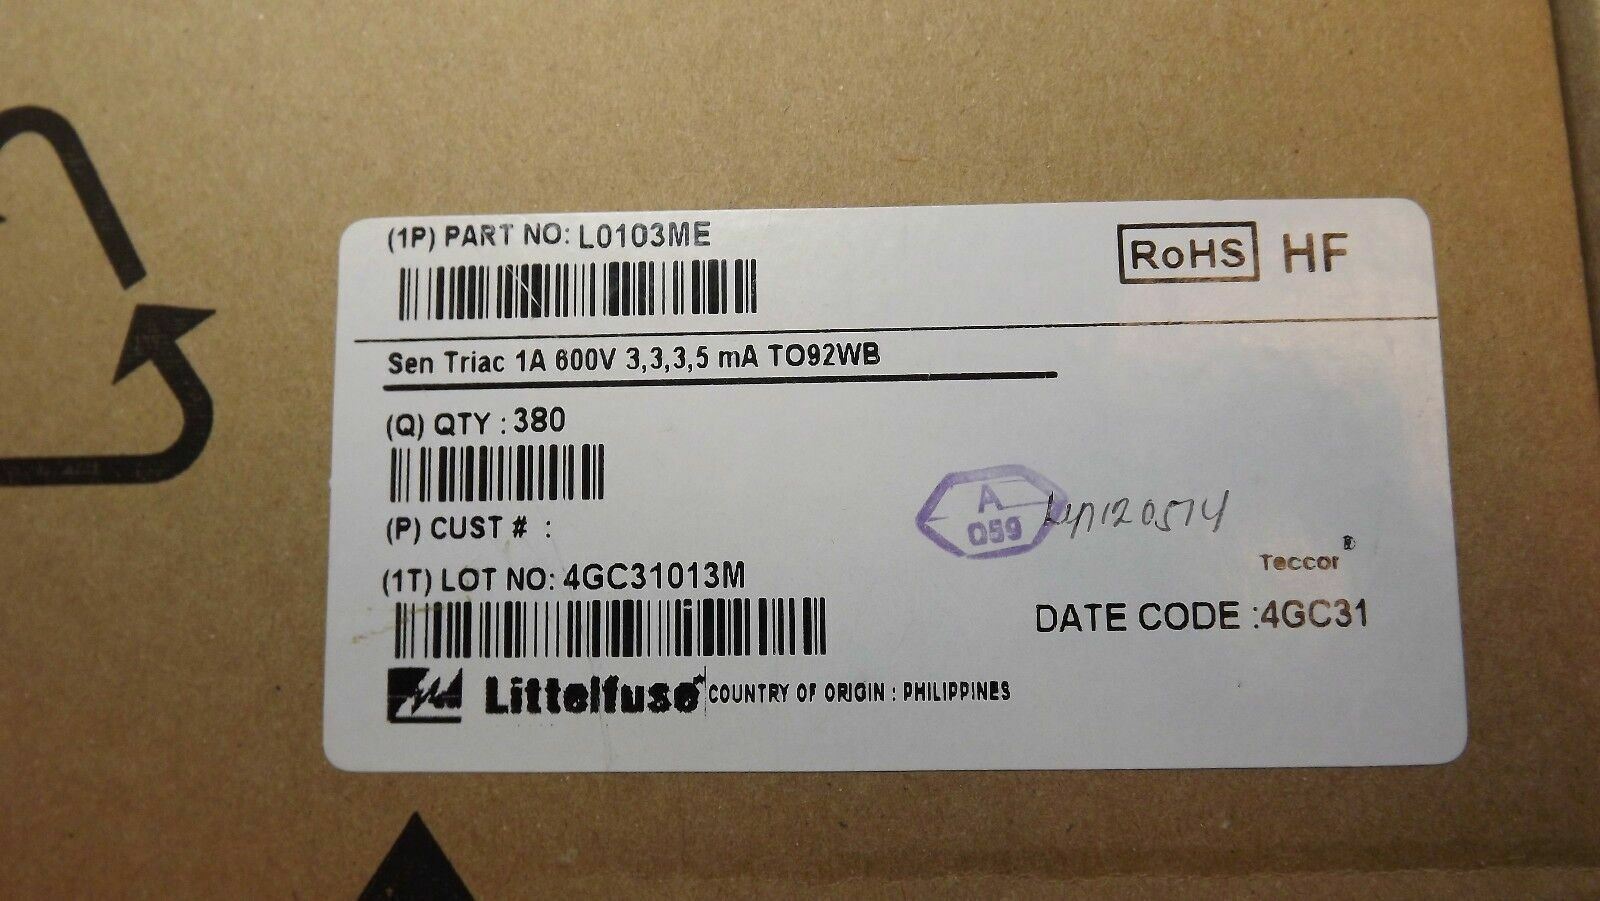 (1P) PART NO: L0103ME
RoHS HF
Sen Triac 1A 600V 3,3,3,5 mA TO92WB
(Q) QTY : 380
(P) CUST # :
A
Q59
(1T) LOT NO: 4GC31013M
Teccor®
DATE CODE :4GC31
Littelfuse COUNTRY OF ORIGIN : PHILIPPINES